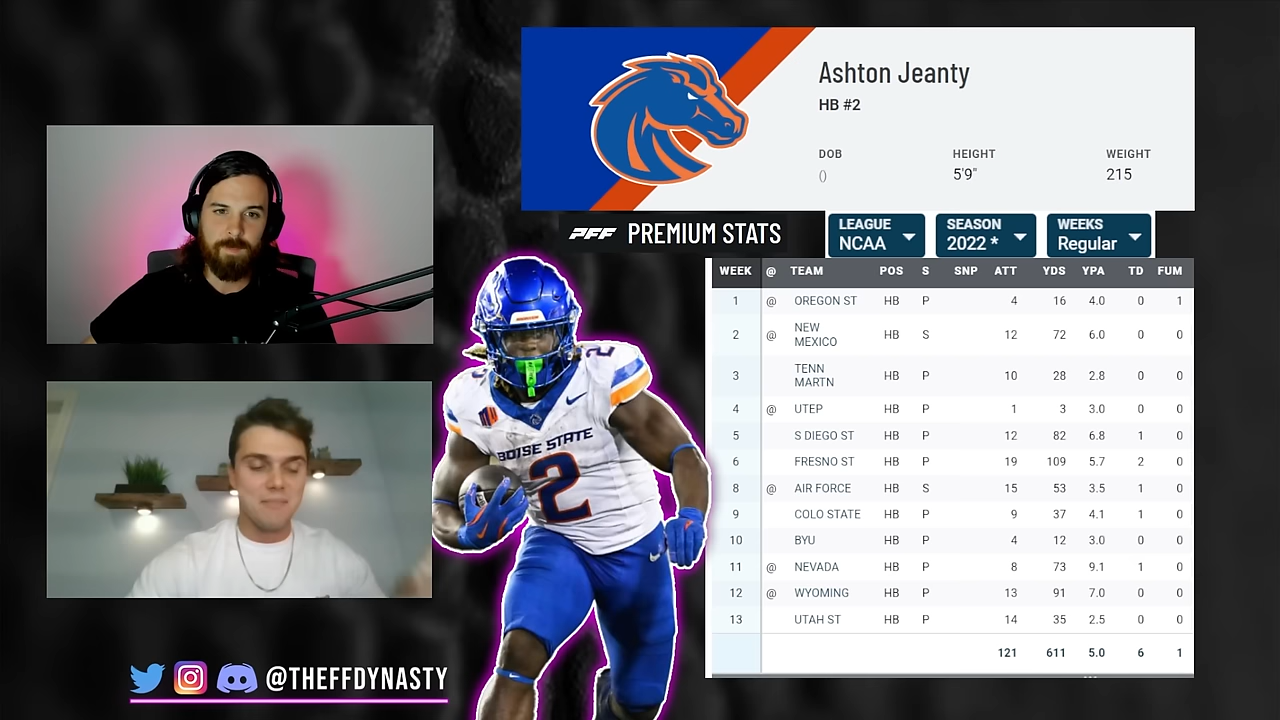 Ashton Jeanty
HB #2
DOB HEIGHT WEIGHT
() 5'9" 215
PFF PREMIUM STATS
LEAGUE NCAA
SEASON 2022 *
WEEKS Regular
WEEK @ TEAM POS S SNP ATT YDS YPA TD FUM
1 @ OREGON ST HB P 4 16 4.0 0 1
2 @ NEW MEXICO HB S 12 72 6.0 0 0
3 TENN MARTN HB P 10 28 2.8 0 0
4 @ UTEP HB P 1 3 3.0 0 0
5 S DIEGO ST HB P 12 82 6.8 1 0
6 FRESNO ST HB P 19 109 5.7 2 0
8 @ AIR FORCE HB S 15 53 3.5 1 0
9 COLO STATE HB P 9 37 4.1 1 0
10 BYU HB P 4 12 3.0 0 0
11 @ NEVADA HB P 8 73 9.1 1 0
12 @ WYOMING HB P 13 91 7.0 0 0
13 UTAH ST HB P 14 35 2.5 0 0
121 611 5.0 6 1
BOISE STATE
2
2
@THEFFDYNASTY